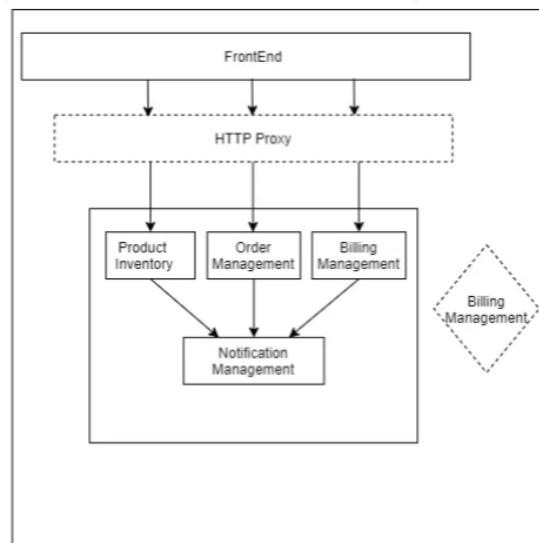 FrontEnd
HTTP Proxy
Product
Inventory
Order
Management
Billing
Management
Billing
Management
Notification
Management